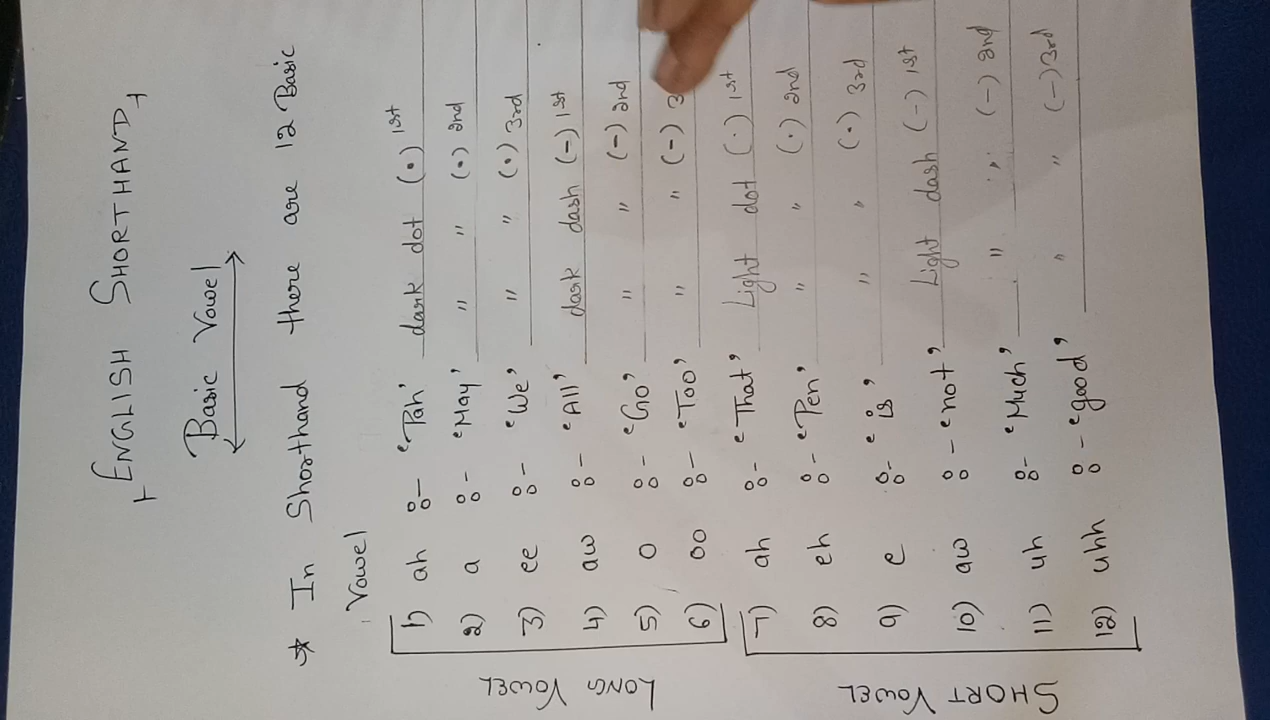 ENGLISH SHORTHAND
Basic Vowel
* In Shorthand there are 12 Basic
Vowel
LONG VOWEL
1) ah :- 'Pah' dark dot (•) 1st
2) a :- 'May' " " (•) 2nd
3) ee :- 'We' " " (•) 3rd
4) aw :- 'All' dark dash (-) 1st
5) o :- 'Go' " " (-) 2nd
6) oo :- 'Too' " " (-) 3
SHORT VOWEL
7) ah :- 'That' Light dot (.) 1st
8) eh :- 'Pen' " " (.) 2nd
9) e :- 'is' " " (.) 3rd
10) aw :- 'not' Light dash (-) 1st
11) uh :- 'Much' " " (-) 2nd
12) uhh :- 'good' " " (-) 3rd